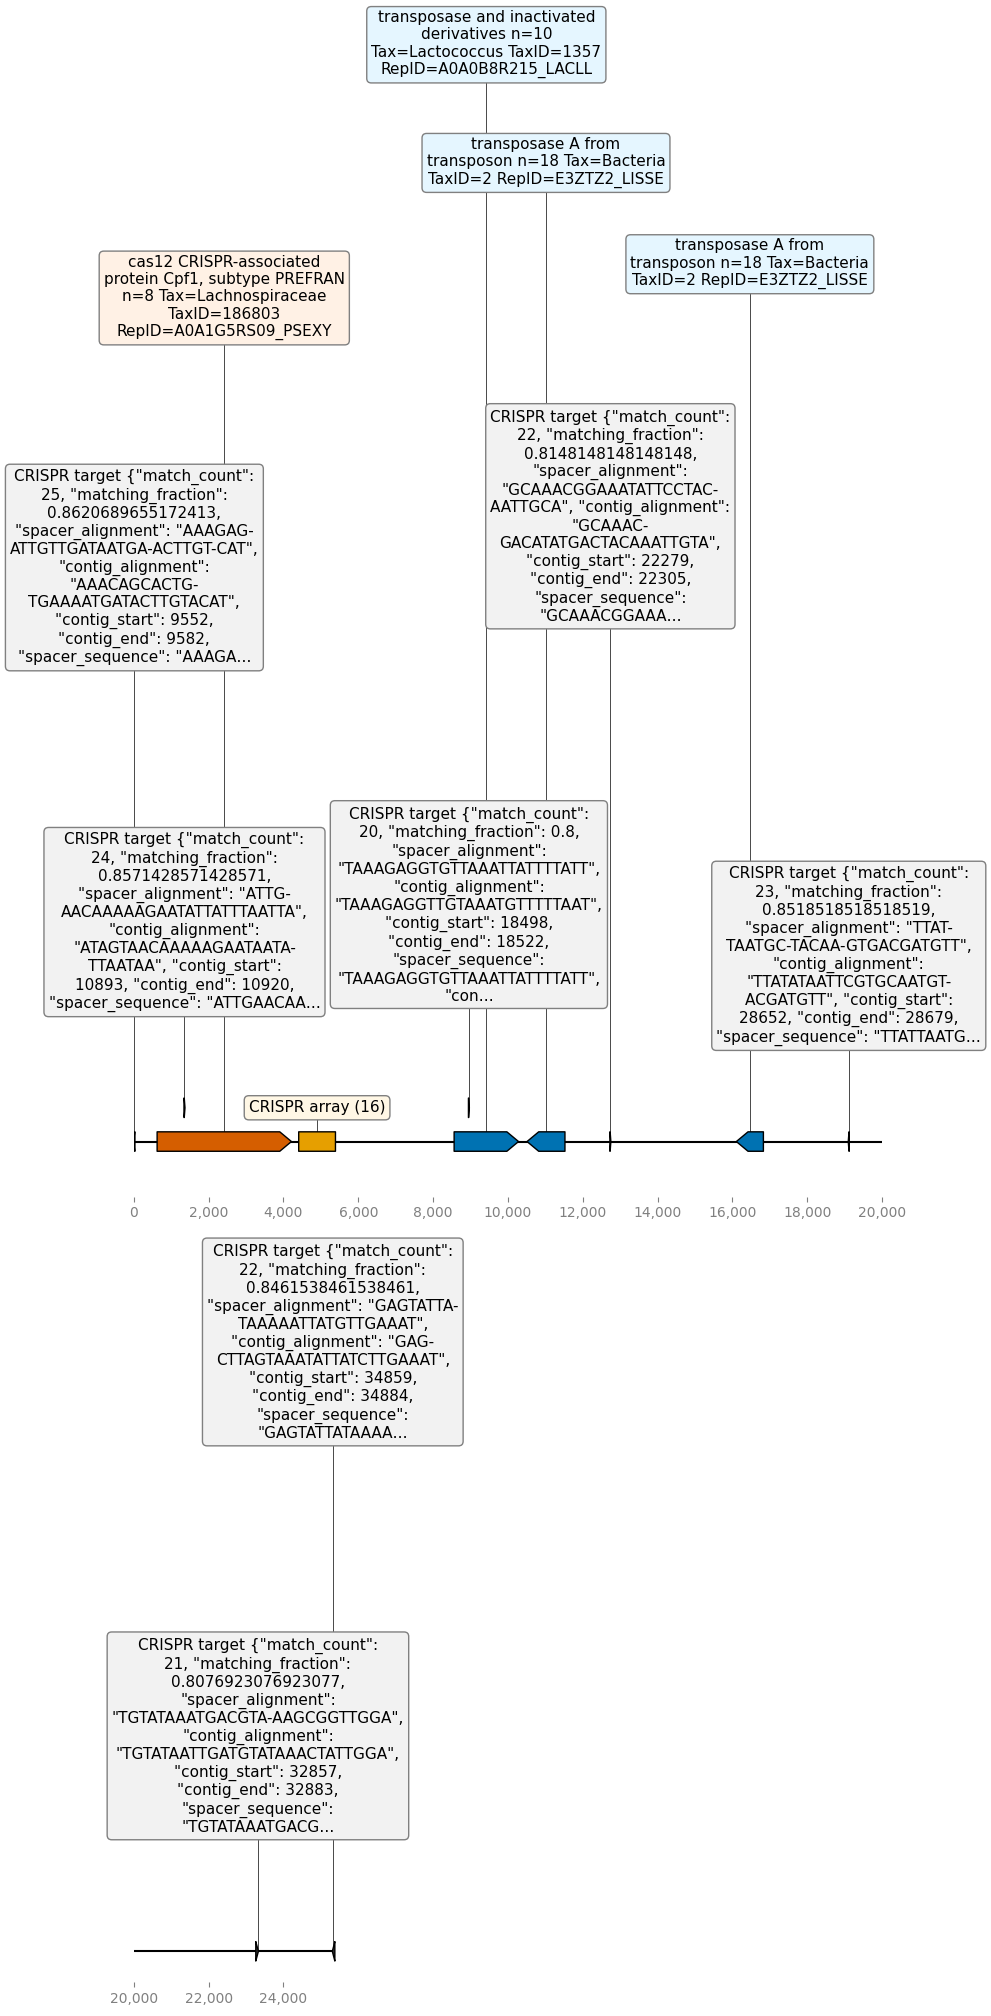 transposase and inactivated
derivatives n=10
Tax=Lactococcus TaxID=1357
RepID=A0A0B8R215_LACLL
transposase A from
transposon n=18 Tax=Bacteria
TaxID=2 RepID=E3ZTZ2_LISSE
transposase A from
transposon n=18 Tax=Bacteria
TaxID=2 RepID=E3ZTZ2_LISSE
cas12 CRISPR-associated
protein Cpf1, subtype PREFRAN
n=8 Tax=Lachnospiraceae
TaxID=186803
RepID=A0A1G5RS09_PSEXY
CRISPR target {"match_count":
22, "matching_fraction":
0.8148148148148148,
"spacer_alignment":
"GCAAACGGAAATATTCCTAC-
AATTGCA", "contig_alignment":
"GCAAAC-
GACATATGACTACAAATTGTA",
"contig_start": 22279,
"contig_end": 22305,
"spacer_sequence":
"GCAAACGGAAA...
CRISPR target {"match_count":
25, "matching_fraction":
0.8620689655172413,
"spacer_alignment": "AAAGAG-
ATTGTTGATAATGA-ACTTGT-CAT",
"contig_alignment":
"AAACAGCACTG-
TGAAAATGATACTTGTACAT",
"contig_start": 9552,
"contig_end": 9582,
"spacer_sequence": "AAAGA...
CRISPR target {"match_count":
24, "matching_fraction":
0.8571428571428571,
"spacer_alignment": "ATTG-
AACAAAAAGAATATTATTTAATTA",
"contig_alignment":
"ATAGTAACAAAAAGAATAATA-
TTAATAA", "contig_start":
10893, "contig_end": 10920,
"spacer_sequence": "ATTGAACAA...
CRISPR target {"match_count":
20, "matching_fraction": 0.8,
"spacer_alignment":
"TAAAGAGGTGTTAAATTATTTTATT",
"contig_alignment":
"TAAAGAGGTTGTAAATGTTTTTAAT",
"contig_start": 18498,
"contig_end": 18522,
"spacer_sequence":
"TAAAGAGGTGTTAAATTATTTTATT",
"con...
CRISPR target {"match_count":
23, "matching_fraction":
0.8518518518518519,
"spacer_alignment": "TTAT-
TAATGC-TACAA-GTGACGATGTT",
"contig_alignment":
"TTATATAATTCGTGCAATGT-
ACGATGTT", "contig_start":
28652, "contig_end": 28679,
"spacer_sequence": "TTATTAATG...
CRISPR array (16)
0 2,000 4,000 6,000 8,000 10,000 12,000 14,000 16,000 18,000 20,000
CRISPR target {"match_count":
22, "matching_fraction":
0.8461538461538461,
"spacer_alignment": "GAGTATTA-
TAAAAATTATGTTGAAAT",
"contig_alignment": "GAG-
CTTAGTAAATATTATCTTGAAAT",
"contig_start": 34859,
"contig_end": 34884,
"spacer_sequence":
"GAGTATTATAAAA...
CRISPR target {"match_count":
21, "matching_fraction":
0.8076923076923077,
"spacer_alignment":
"TGTATAAATGACGTA-AAGCGGTTGGA",
"contig_alignment":
"TGTATAATTGATGTATAAACTATTGGA",
"contig_start": 32857,
"contig_end": 32883,
"spacer_sequence":
"TGTATAAATGACG...
20,000 22,000 24,000